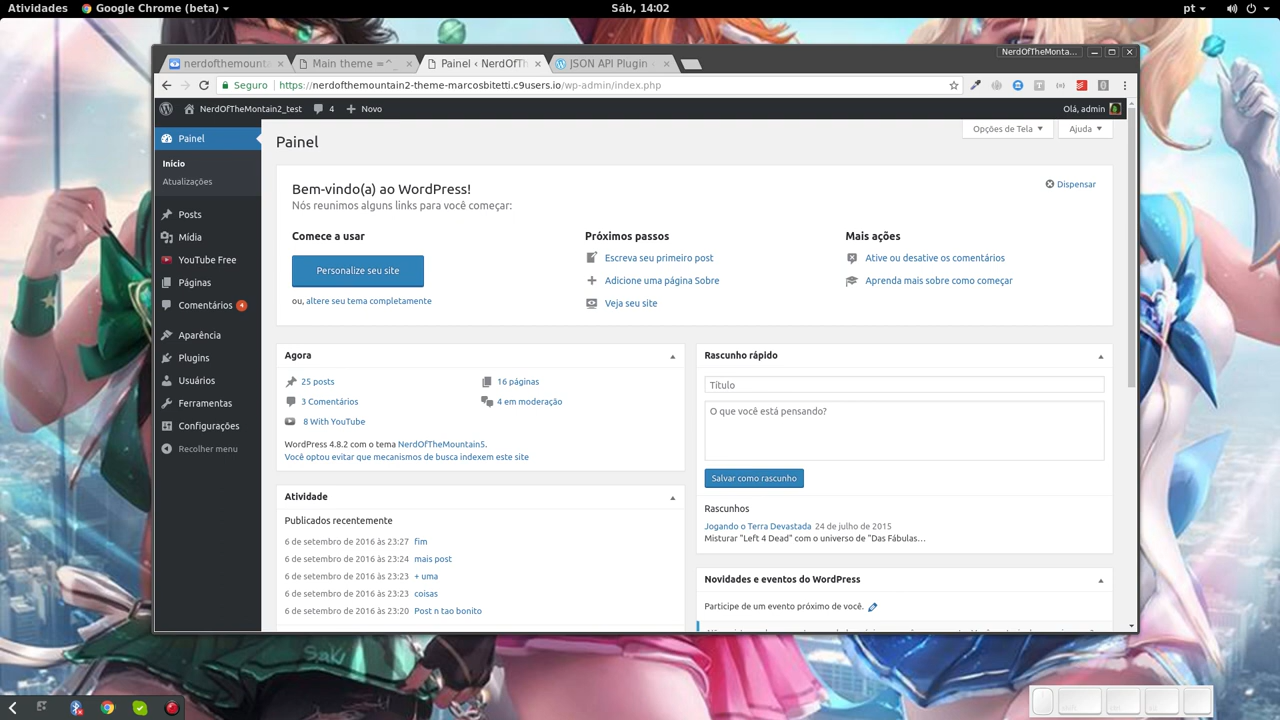 Atividades Google Chrome (beta) Sáb, 14:02 pt
NerdOfTheMonta...
nerdofthemount Main theme = ^_ Painel ‹ NerdOfTh JSON API Plugin
Seguro https://nerdofthemountain2-theme-marcosbitetti.c9users.io/wp-admin/index.php
NerdOfTheMontain2_test 4 Novo Olá, admin
Opções de Tela Ajuda
Painel
Início
Atualizações
Posts
Mídia
YouTube Free
Páginas
Comentários 4
Aparência
Plugins
Usuários
Ferramentas
Configurações
Recolher menu
Painel
Bem-vindo(a) ao WordPress!
Dispensar
Nós reunimos alguns links para você começar:
Comece a usar
Personalize seu site
ou, altere seu tema completamente
Próximos passos
Escreva seu primeiro post
Adicione uma página Sobre
Veja seu site
Mais ações
Ative ou desative os comentários
Aprenda mais sobre como começar
Agora
25 posts 16 páginas
3 Comentários 4 em moderação
8 With YouTube
WordPress 4.8.2 com o tema NerdOfTheMountain5.
Você optou evitar que mecanismos de busca indexem este site
Atividade
Publicados recentemente
6 de setembro de 2016 às 23:27 fim
6 de setembro de 2016 às 23:24 mais post
6 de setembro de 2016 às 23:23 + uma
6 de setembro de 2016 às 23:23 coisas
6 de setembro de 2016 às 23:20 Post n tao bonito
Rascunho rápido
Título
O que você está pensando?
Salvar como rascunho
Rascunhos
Jogando o Terra Devastada 24 de julho de 2015
Misturar "Left 4 Dead" com o universo de "Das Fábulas…
Novidades e eventos do WordPress
Participe de um evento próximo de você.
Saki